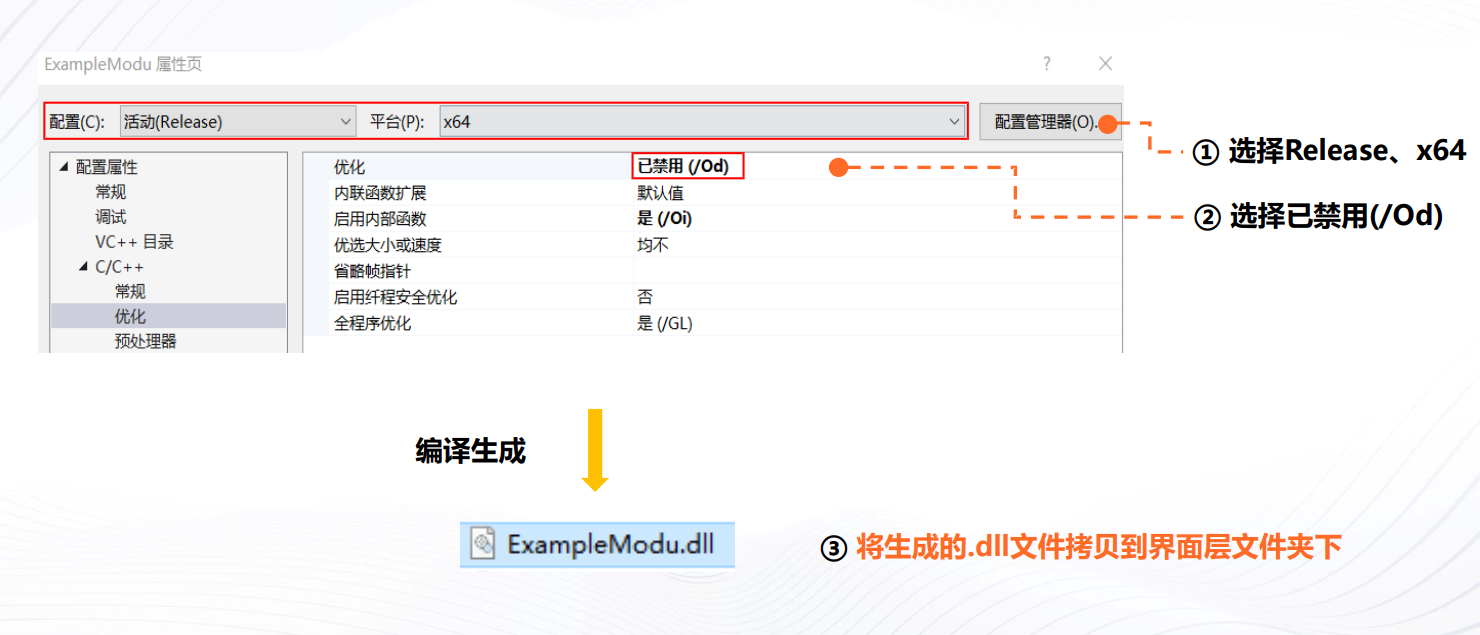 ExampleModu 属性页
?
配置(C): 活动(Release) 平台(P): x64 配置管理器(O)..
① 选择Release、x64
配置属性
常规
调试
VC++ 目录
C/C++
常规
优化
预处理器
优化 已禁用 (/Od)
内联函数扩展 默认值
启用内部函数 是 (/Oi)
优选大小或速度 均不
省略帧指针
启用纤程安全优化 否
全程序优化 是 (/GL)
② 选择已禁用(/Od)
编译生成
ExampleModu.dll
③ 将生成的.dll文件拷贝到界面层文件夹下